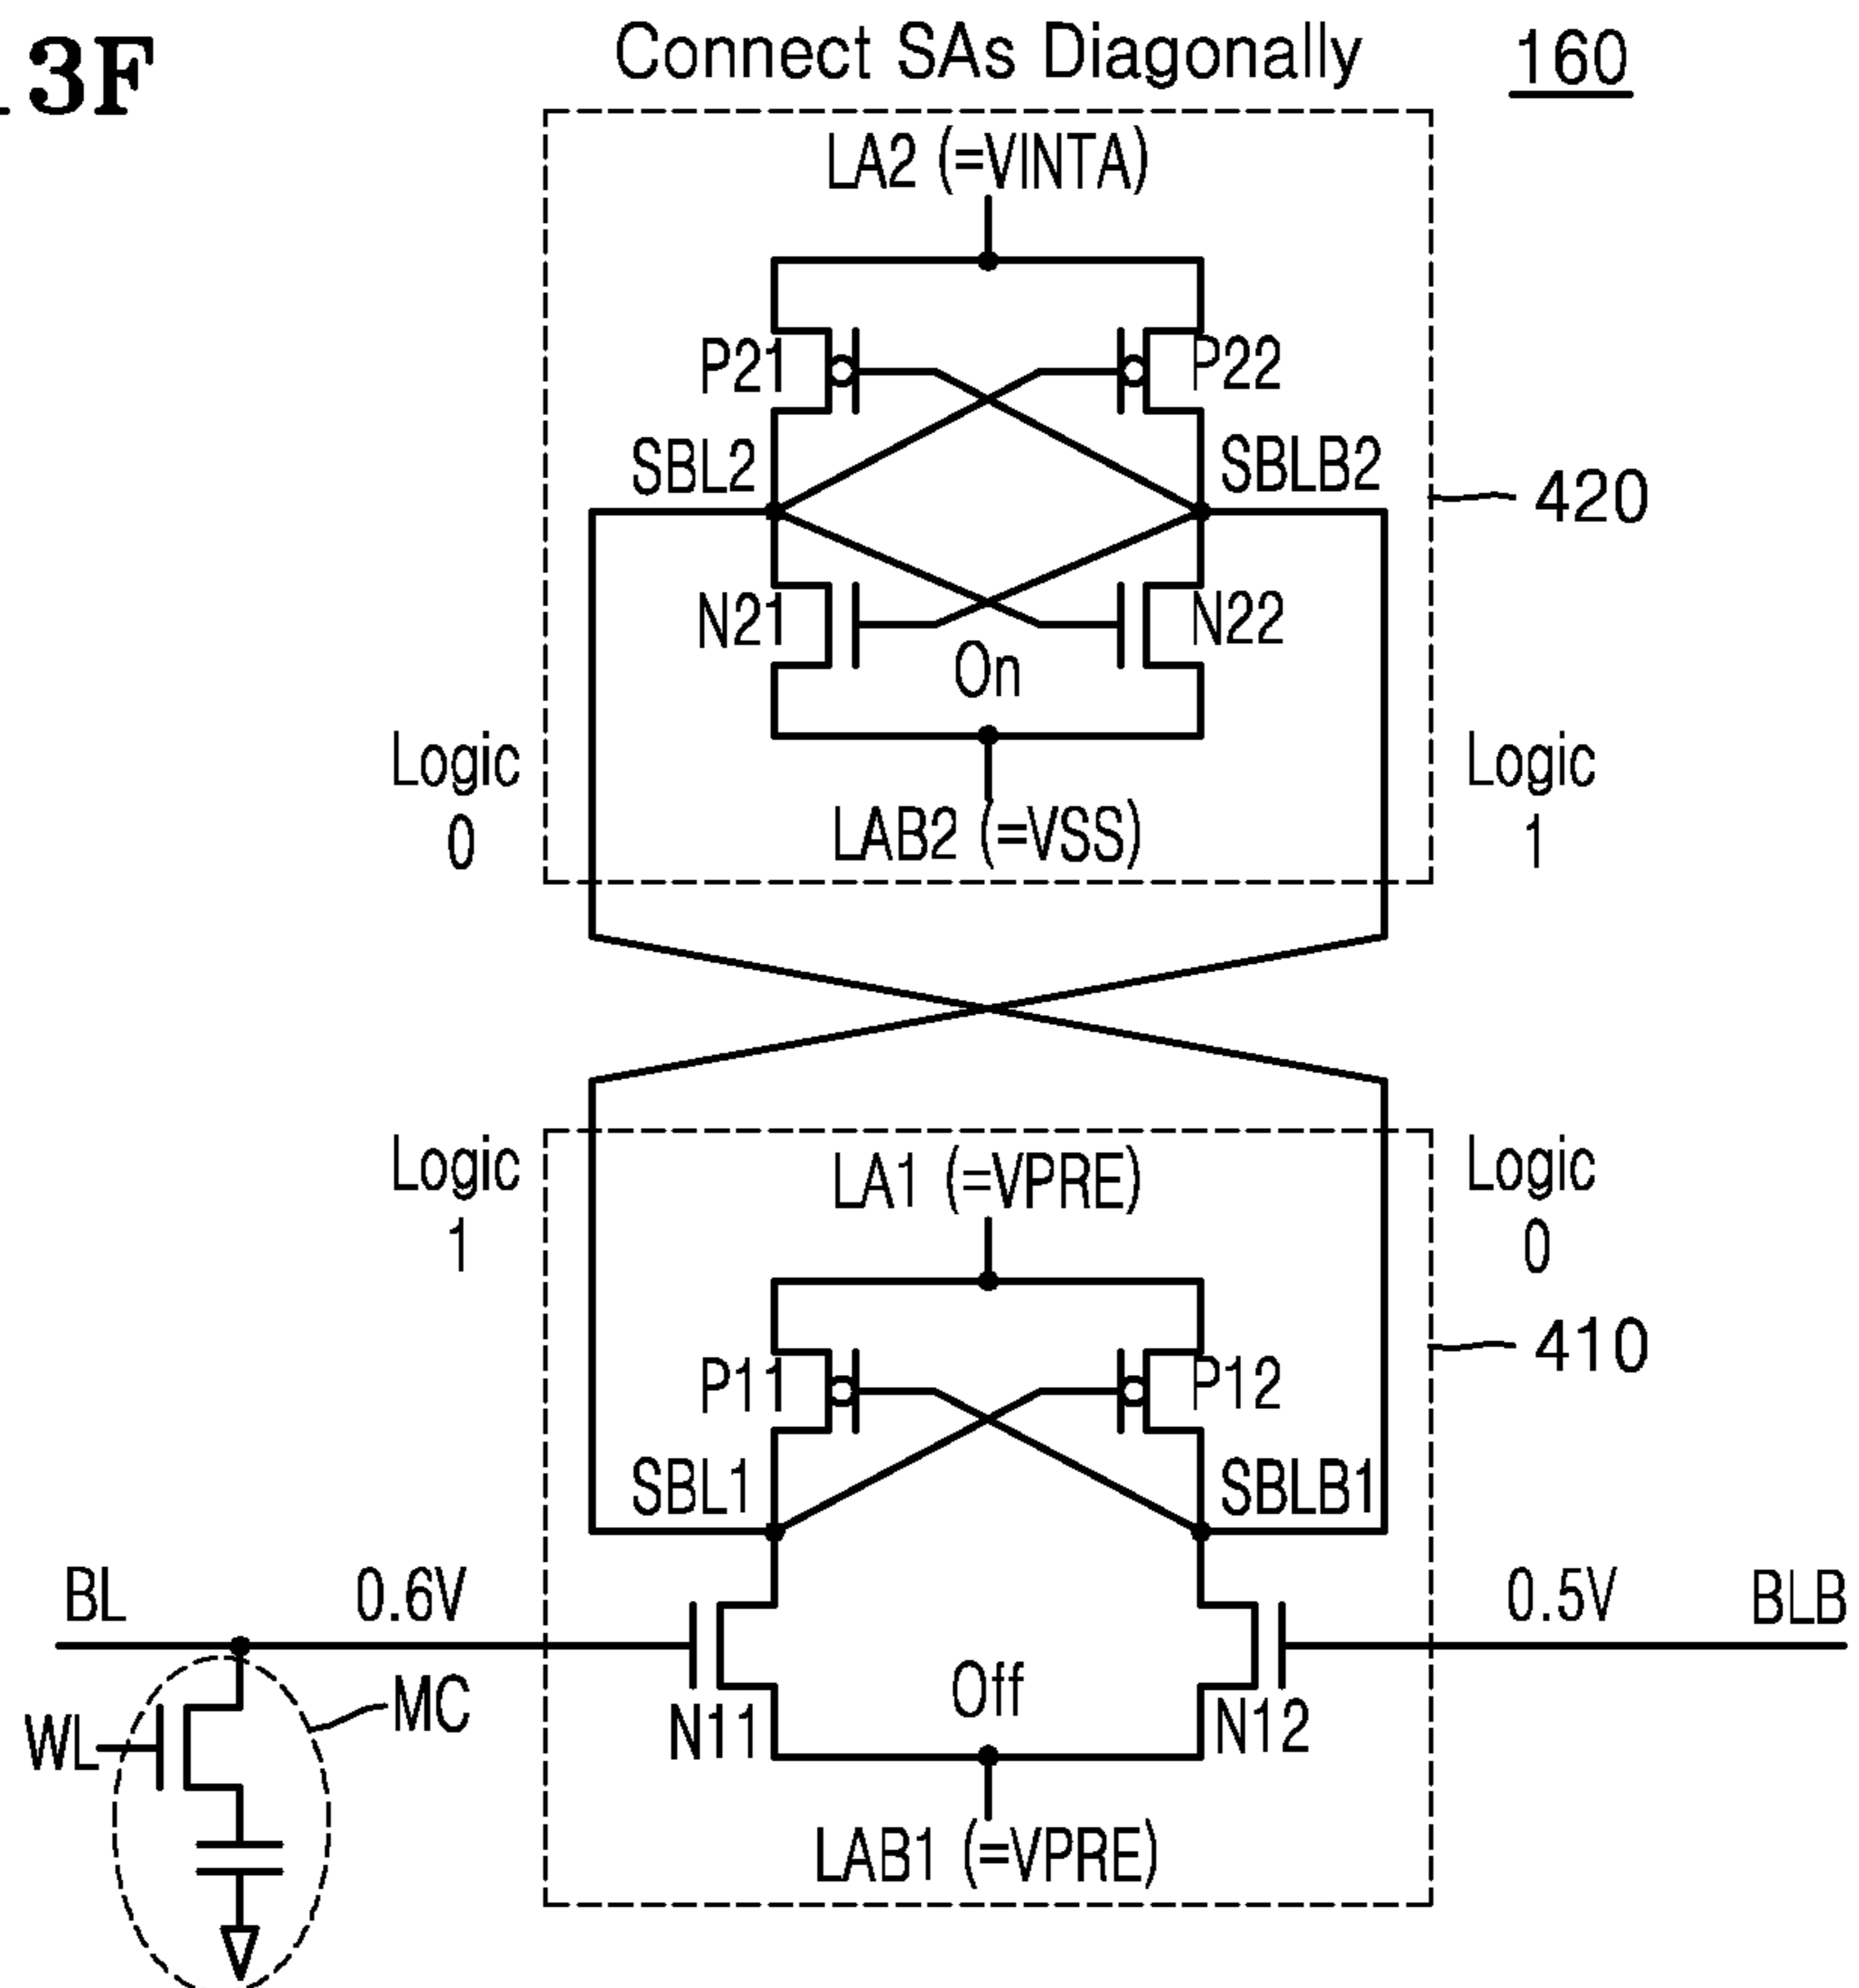 . 3F
Connect SAs Diagonally
160
LA2 (=VINTA)
P21
P22
SBL2
SBLB2
420
N21
N22
On
Logic
0
Logic
1
LAB2 (=VSS)
Logic
1
Logic
0
LA1 (=VPRE)
410
P11
P12
SBL1
SBLB1
BL
0.6V
0.5V
BLB
MC
WL
Off
N11
N12
LAB1 (=VPRE)